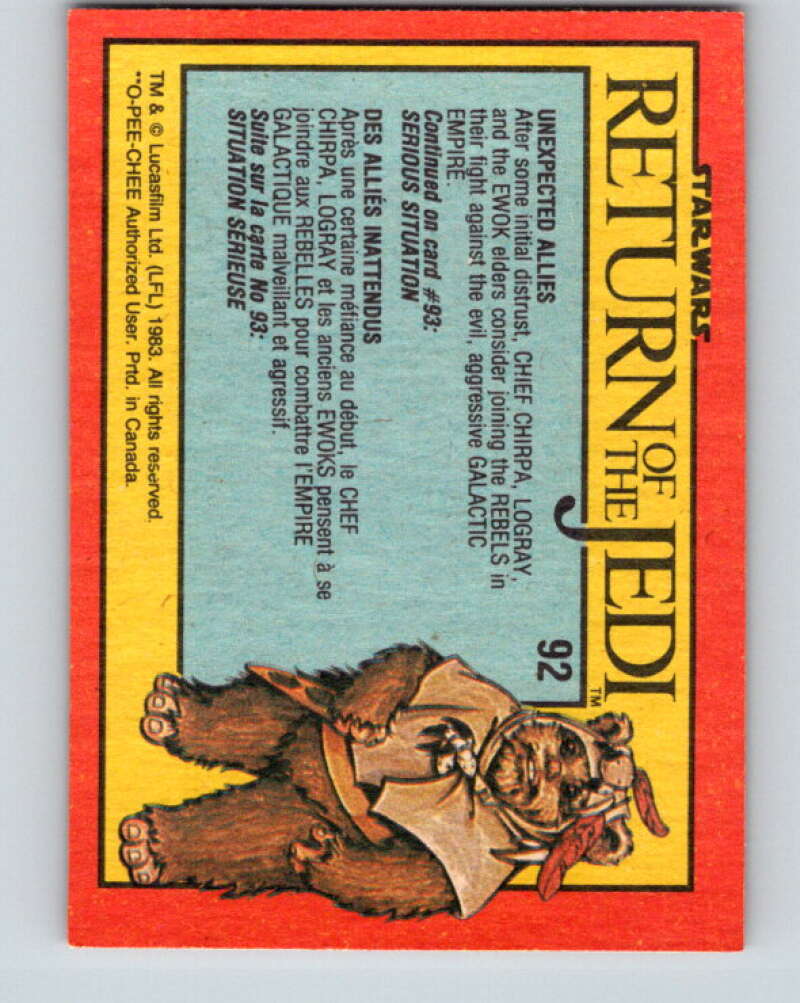 STAR WARS
RETURN OF THE JEDI™
92
UNEXPECTED ALLIES
After some initial distrust, CHIEF CHIRPA, LOGRAY,
and the EWOK elders consider joining the REBELS in
their fight against the evil, aggressive GALACTIC
EMPIRE.
Continued on card #93:
SERIOUS SITUATION
DES ALLIÉS INATTENDUS
Après une certaine méfiance au début, le CHEF
CHIRPA, LOGRAY et les anciens EWOKS pensent à se
joindre aux REBELLES pour combattre l'EMPIRE
GALACTIQUE malveillant et agressif.
Suite sur la carte No 93:
SITUATION SÉRIEUSE
TM & © Lucasfilm Ltd. (LFL) 1983. All rights reserved.
**O-PEE-CHEE Authorized User. Prtd. in Canada.